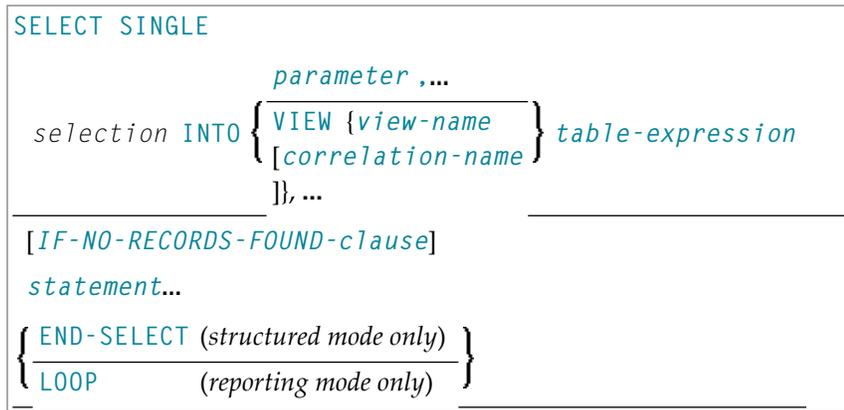 SELECT SINGLE
parameter ,...
selection INTO { VIEW {view-name } table-expression
[correlation-name
]}, ...
[IF-NO-RECORDS-FOUND-clause]
statement...
{ END-SELECT (structured mode only) }
LOOP (reporting mode only)